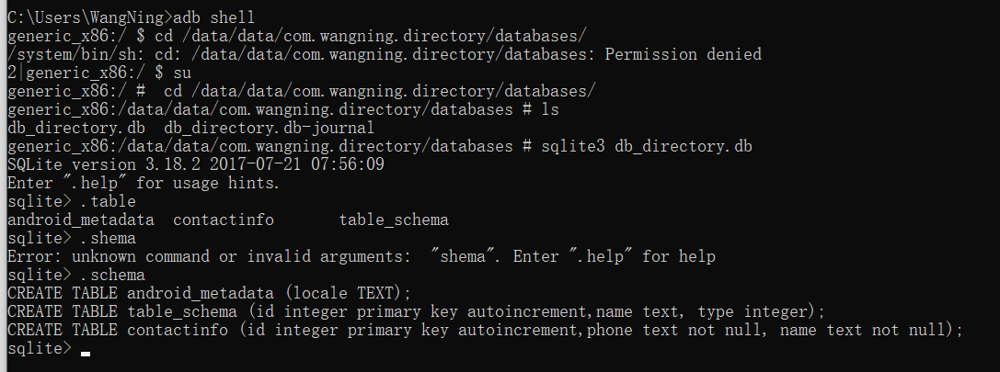 C:\Users\WangNing>adb shell
generic_x86:/ $ cd /data/data/com.wangning.directory/databases/
/system/bin/sh: cd: /data/data/com.wangning.directory/databases: Permission denied
2|generic_x86:/ $ su
generic_x86:/ #  cd /data/data/com.wangning.directory/databases/
generic_x86:/data/data/com.wangning.directory/databases # ls
db_directory.db  db_directory.db-journal
generic_x86:/data/data/com.wangning.directory/databases # sqlite3 db_directory.db
SQLite version 3.18.2 2017-07-21 07:56:09
Enter ".help" for usage hints.
sqlite> .table
android_metadata  contactinfo       table_schema
sqlite> .shema
Error: unknown command or invalid arguments:  "shema". Enter ".help" for help
sqlite> .schema
CREATE TABLE android_metadata (locale TEXT);
CREATE TABLE table_schema (id integer primary key autoincrement,name text, type integer);
CREATE TABLE contactinfo (id integer primary key autoincrement,phone text not null, name text not null);
sqlite>